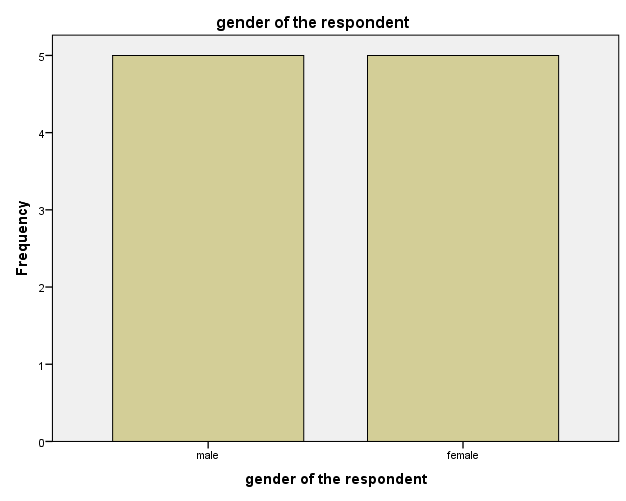 gender of the respondent
5
4
3
2
1
0
Frequency
male female
gender of the respondent